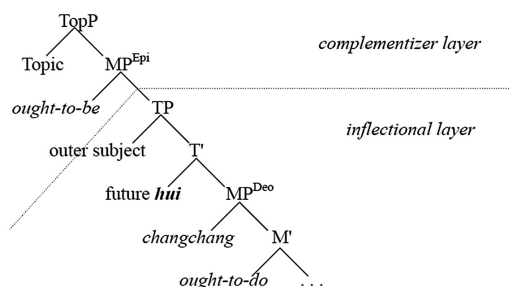 TopP
complementizer layer
Topic MP^Epi
ought-to-be TP
inflectional layer
outer subject T'
future hui MP^Deo
changchang M'
ought-to-do . . .